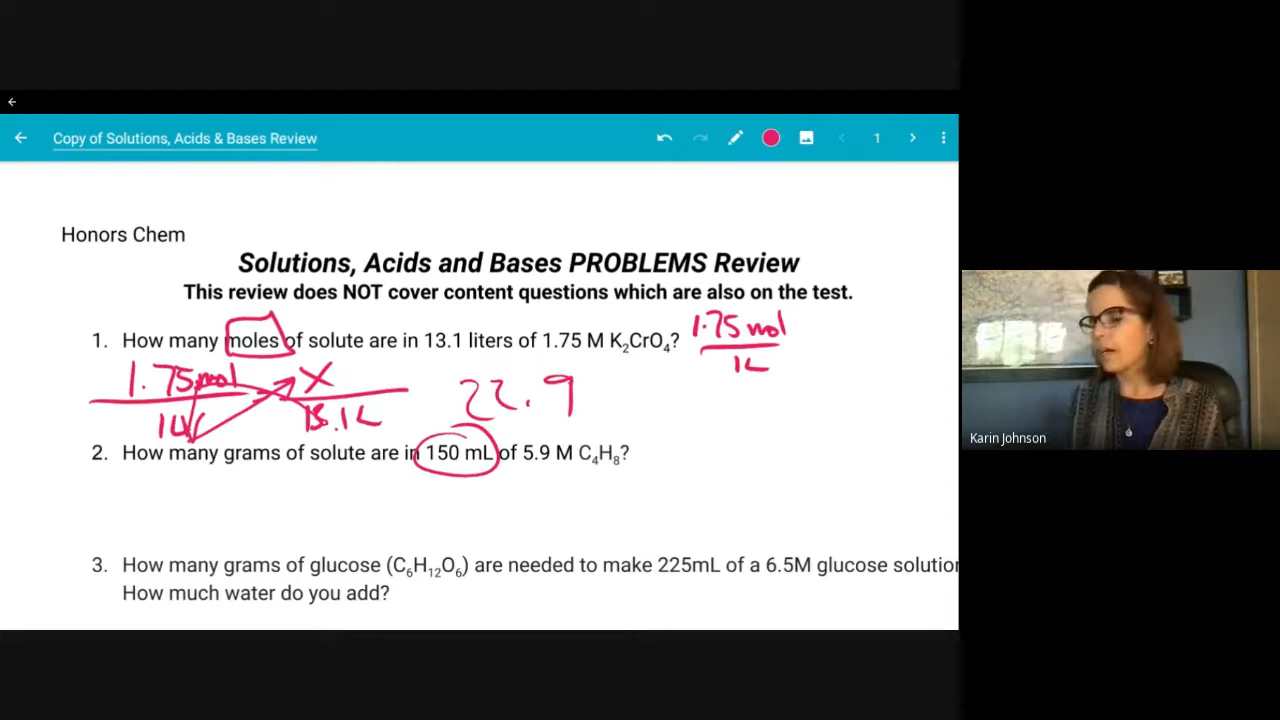 Copy of Solutions, Acids & Bases Review
1
Honors Chem
Solutions, Acids and Bases PROBLEMS Review
This review does NOT cover content questions which are also on the test.
1. How many moles of solute are in 13.1 liters of 1.75 M K₂CrO₄?
1.75 mol
1L
1.75 mol X
1L 13.1L
22.9
2. How many grams of solute are in 150 mL of 5.9 M C₄H₈?
Karin Johnson
3. How many grams of glucose (C₆H₁₂O₆) are needed to make 225mL of a 6.5M glucose solution
How much water do you add?